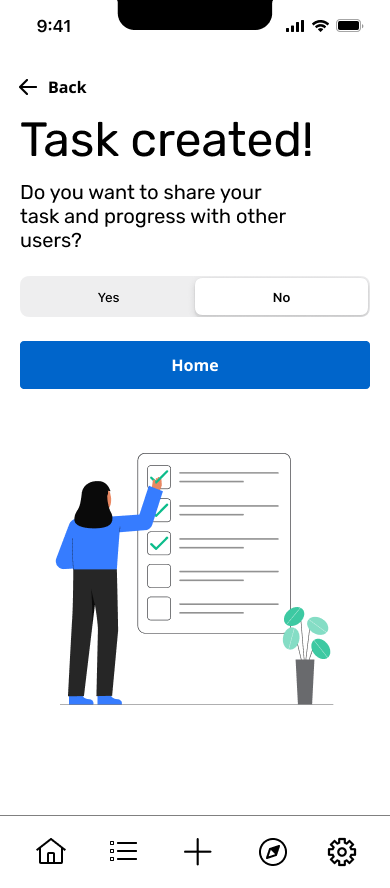 9:41
Back
Task created!
Do you want to share your
task and progress with other
users?
Yes No
Home